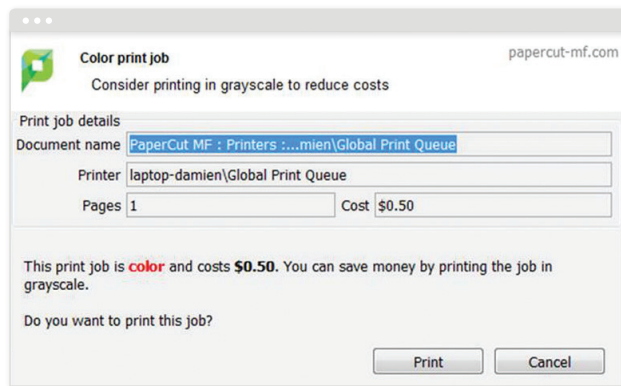 Color print job
papercut-mf.com
Consider printing in grayscale to reduce costs
Print job details
Document name PaperCut MF : Printers :...mien\Global Print Queue
Printer laptop-damien\Global Print Queue
Pages 1 Cost $0.50
This print job is color and costs $0.50. You can save money by printing the job in
grayscale.
Do you want to print this job?
Print Cancel